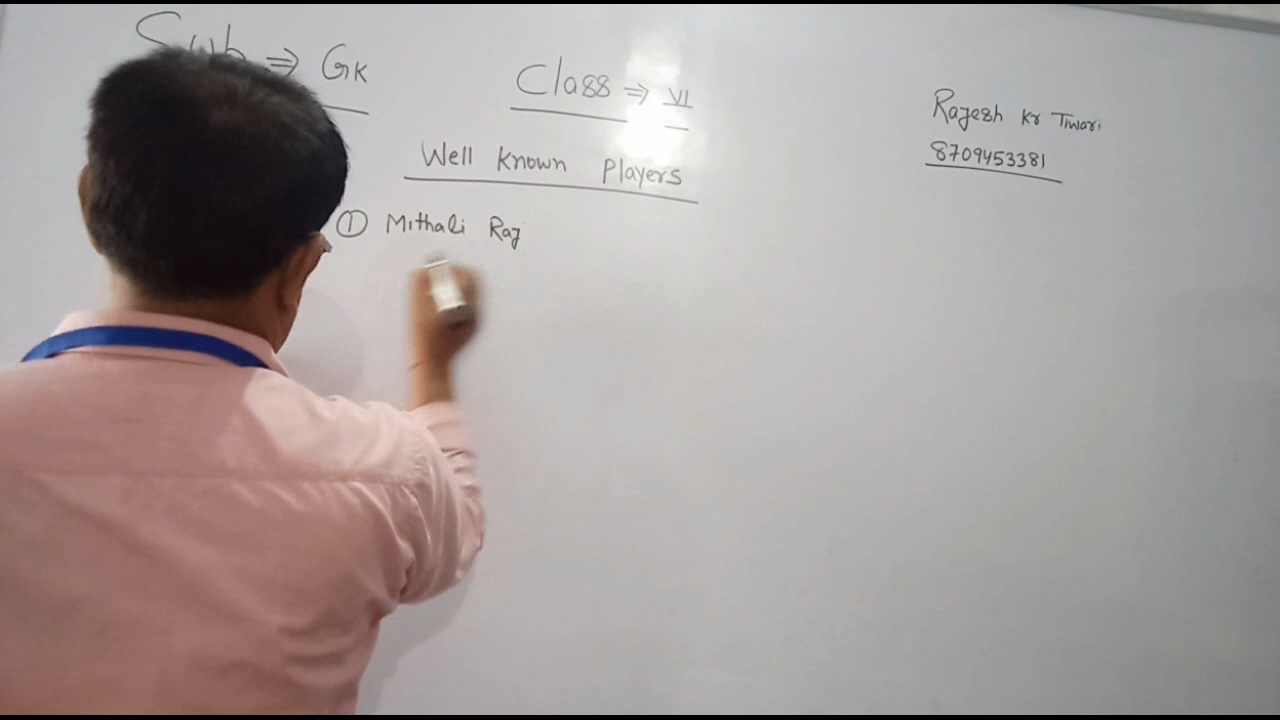 Sub ⇒ GK
Class ⇒ VI
Rajesh Kr Tiwari
8709453381
Well Known Players
① Mithali Raj